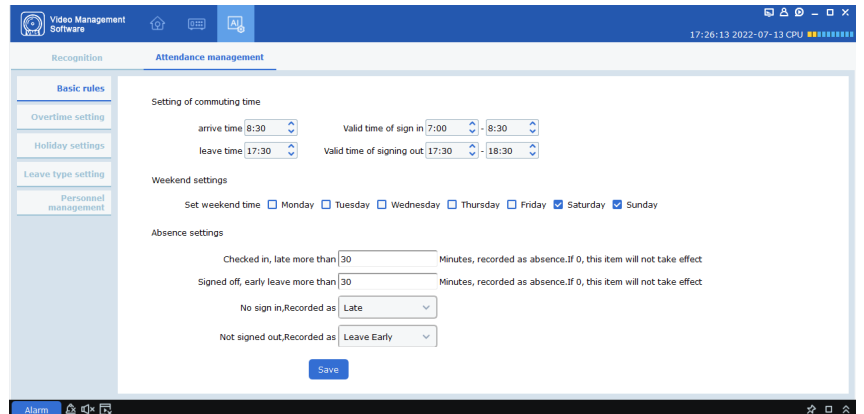 Video Management
Software
AI
17:26:13 2022-07-13 CPU
Recognition
Attendance management
Basic rules
Overtime setting
Holiday settings
Leave type setting
Personnel
management
Setting of commuting time
arrive time 8:30 Valid time of sign in 7:00 - 8:30
leave time 17:30 Valid time of signing out 17:30 - 18:30
Weekend settings
Set weekend time Monday Tuesday Wednesday Thursday Friday Saturday Sunday
Absence settings
Checked in, late more than 30 Minutes, recorded as absence.If 0, this item will not take effect
Signed off, early leave more than 30 Minutes, recorded as absence.If 0, this item will not take effect
No sign in,Recorded as Late
Not signed out,Recorded as Leave Early
Save
Alarm